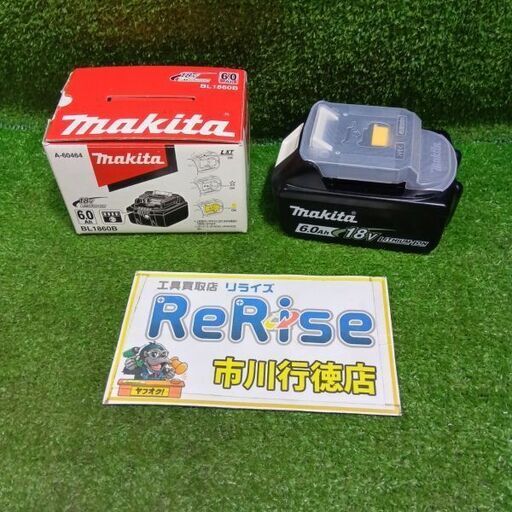 6.0
BL1860B
makita
A-60464
makita
LXT
18V
6.0
Ah
BL1860B
makita
6.0Ah 18V LITHIUM-ION
工具買取店 リライズ
ReRise
市川行徳店
ヤフオク!